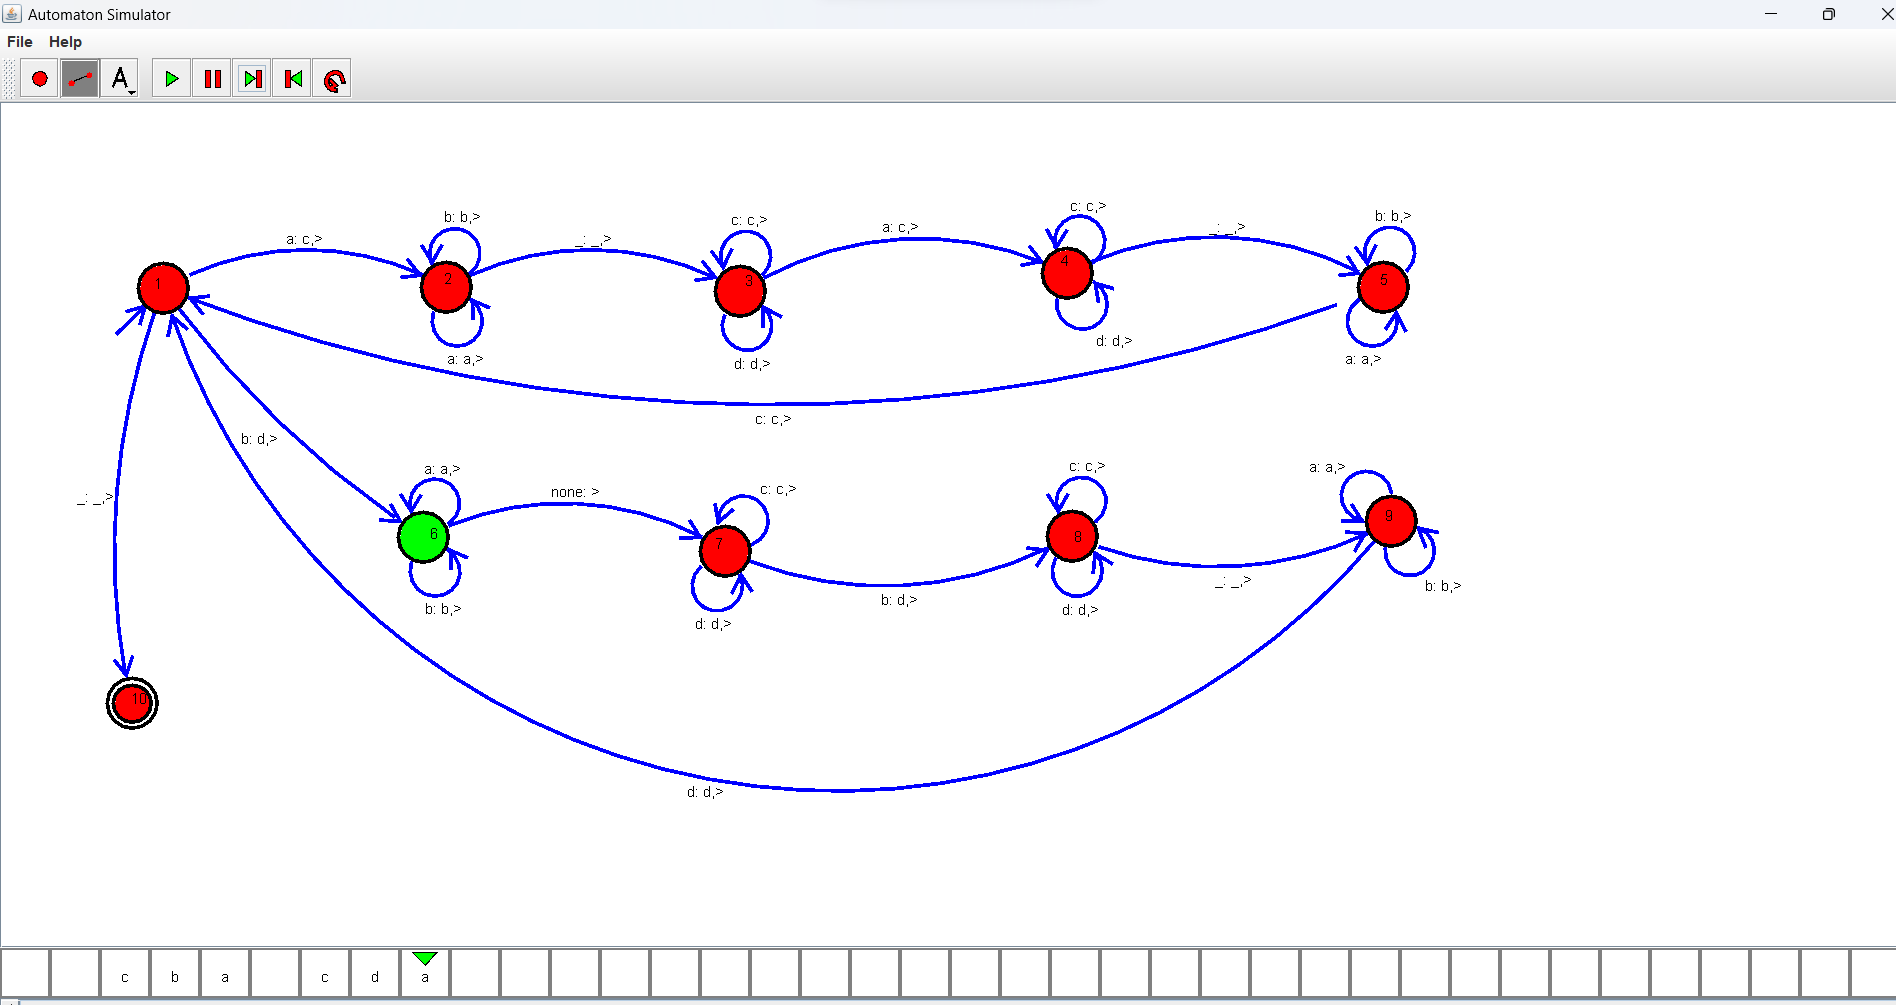 Automaton Simulator
File Help
A
c: c,>
b: b,> c: c,> b: b,>
a: c,> _: _,> a: c,> _: _,>
1 2 3 4 5
a: a,> d: d,> d: d,> a: a,>
c: c,>
b: d,>
a: a,> c: c,> a: a,>
_: _,> none: > c: c,>
6 7 8 9
b: b,> d: d,> b: d,> d: d,> _: _,> b: b,>
10
d: d,>
c b a c d a